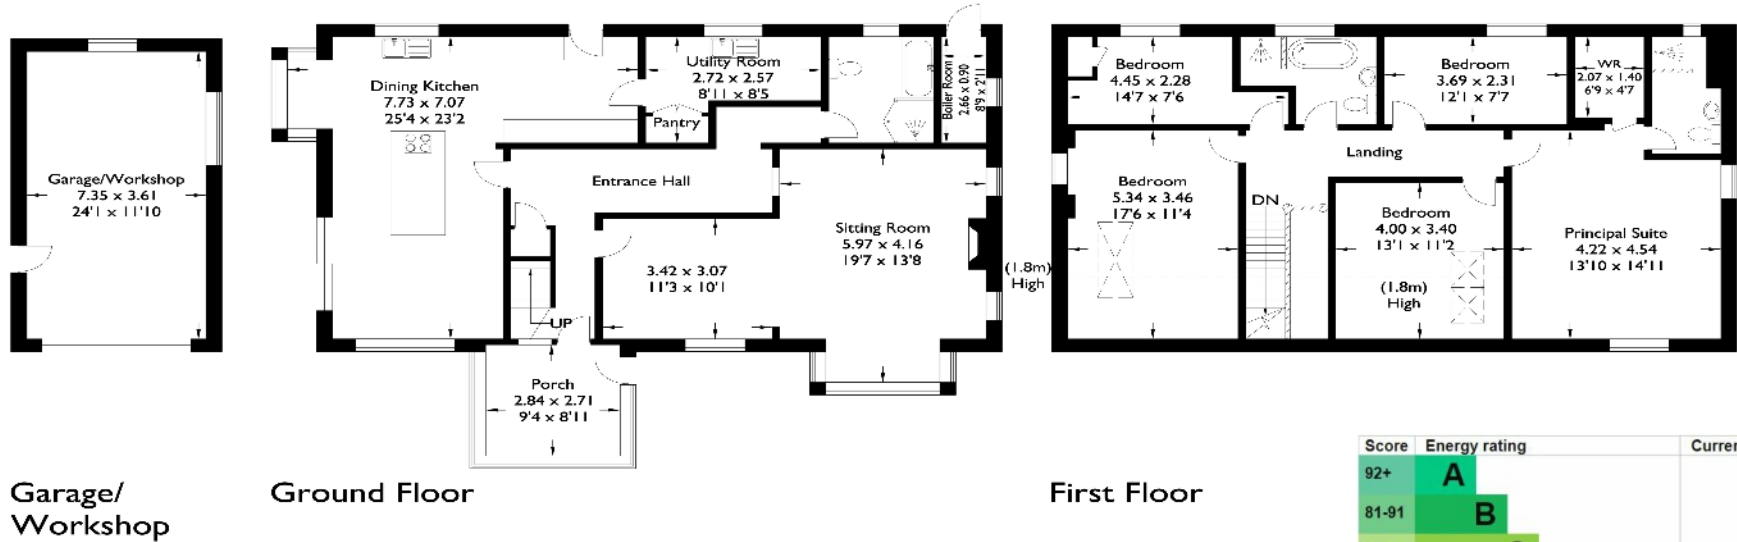 Garage/Workshop
7.35 x 3.61
24'1 x 11'10
Garage/
Workshop
Dining Kitchen
7.73 x 7.07
25'4 x 23'2
Utility Room
2.72 x 2.57
8'11 x 8'5
Pantry
Boiler Room
2.66 x 0.90
8'9 x 2'11
Entrance Hall
Sitting Room
5.97 x 4.16
19'7 x 13'8
3.42 x 3.07
11'3 x 10'1
UP
Porch
2.84 x 2.71
9'4 x 8'11
Ground Floor
(1.8m)
High
Bedroom
4.45 x 2.28
14'7 x 7'6
Bedroom
3.69 x 2.31
12'1 x 7'7
WR
2.07 x 1.40
6'9 x 4'7
Landing
Bedroom
5.34 x 3.46
17'6 x 11'4
DN
Bedroom
4.00 x 3.40
13'1 x 11'2
(1.8m)
High
Principal Suite
4.22 x 4.54
13'10 x 14'11
First Floor
Score Energy rating Curren
92+ A
81-91 B